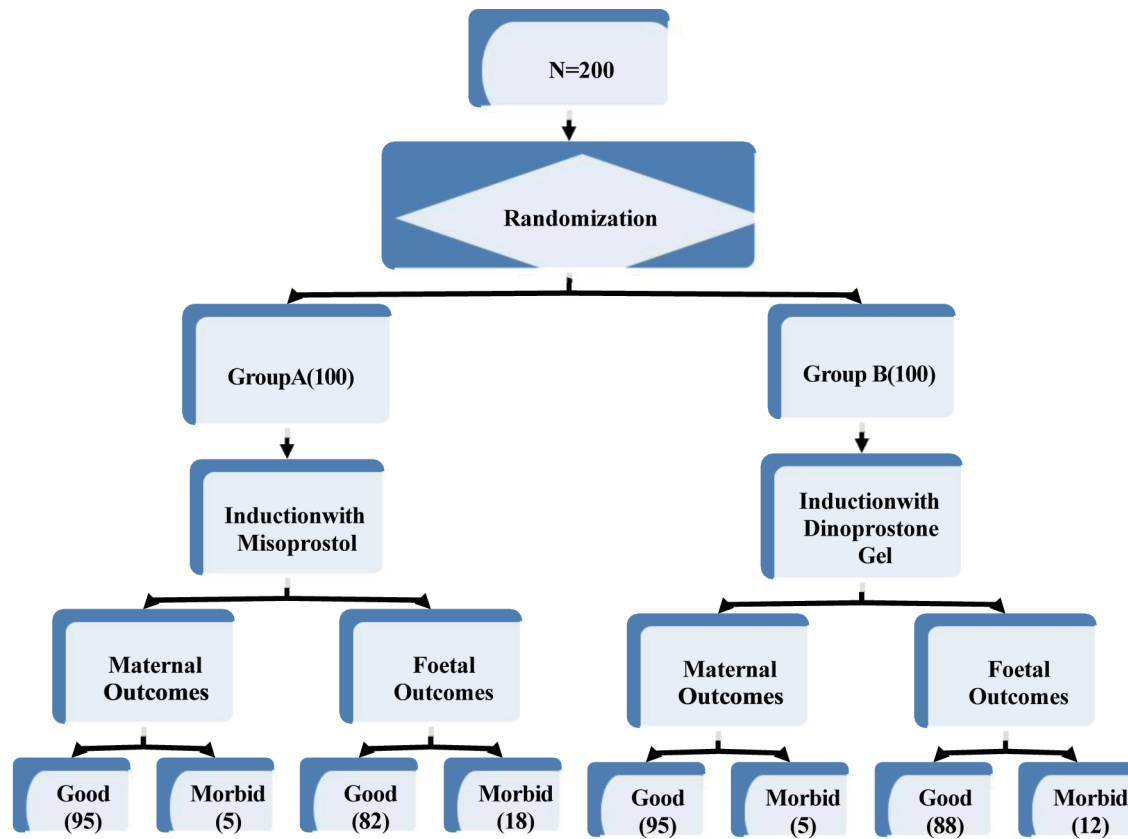 N=200
Randomization
GroupA(100)
Group B(100)
Inductionwith
Misoprostol
Inductionwith
Dinoprostone
Gel
Maternal
Outcomes
Foetal
Outcomes
Maternal
Outcomes
Foetal
Outcomes
Good
(95)
Morbid
(5)
Good
(82)
Morbid
(18)
Good
(95)
Morbid
(5)
Good
(88)
Morbid
(12)